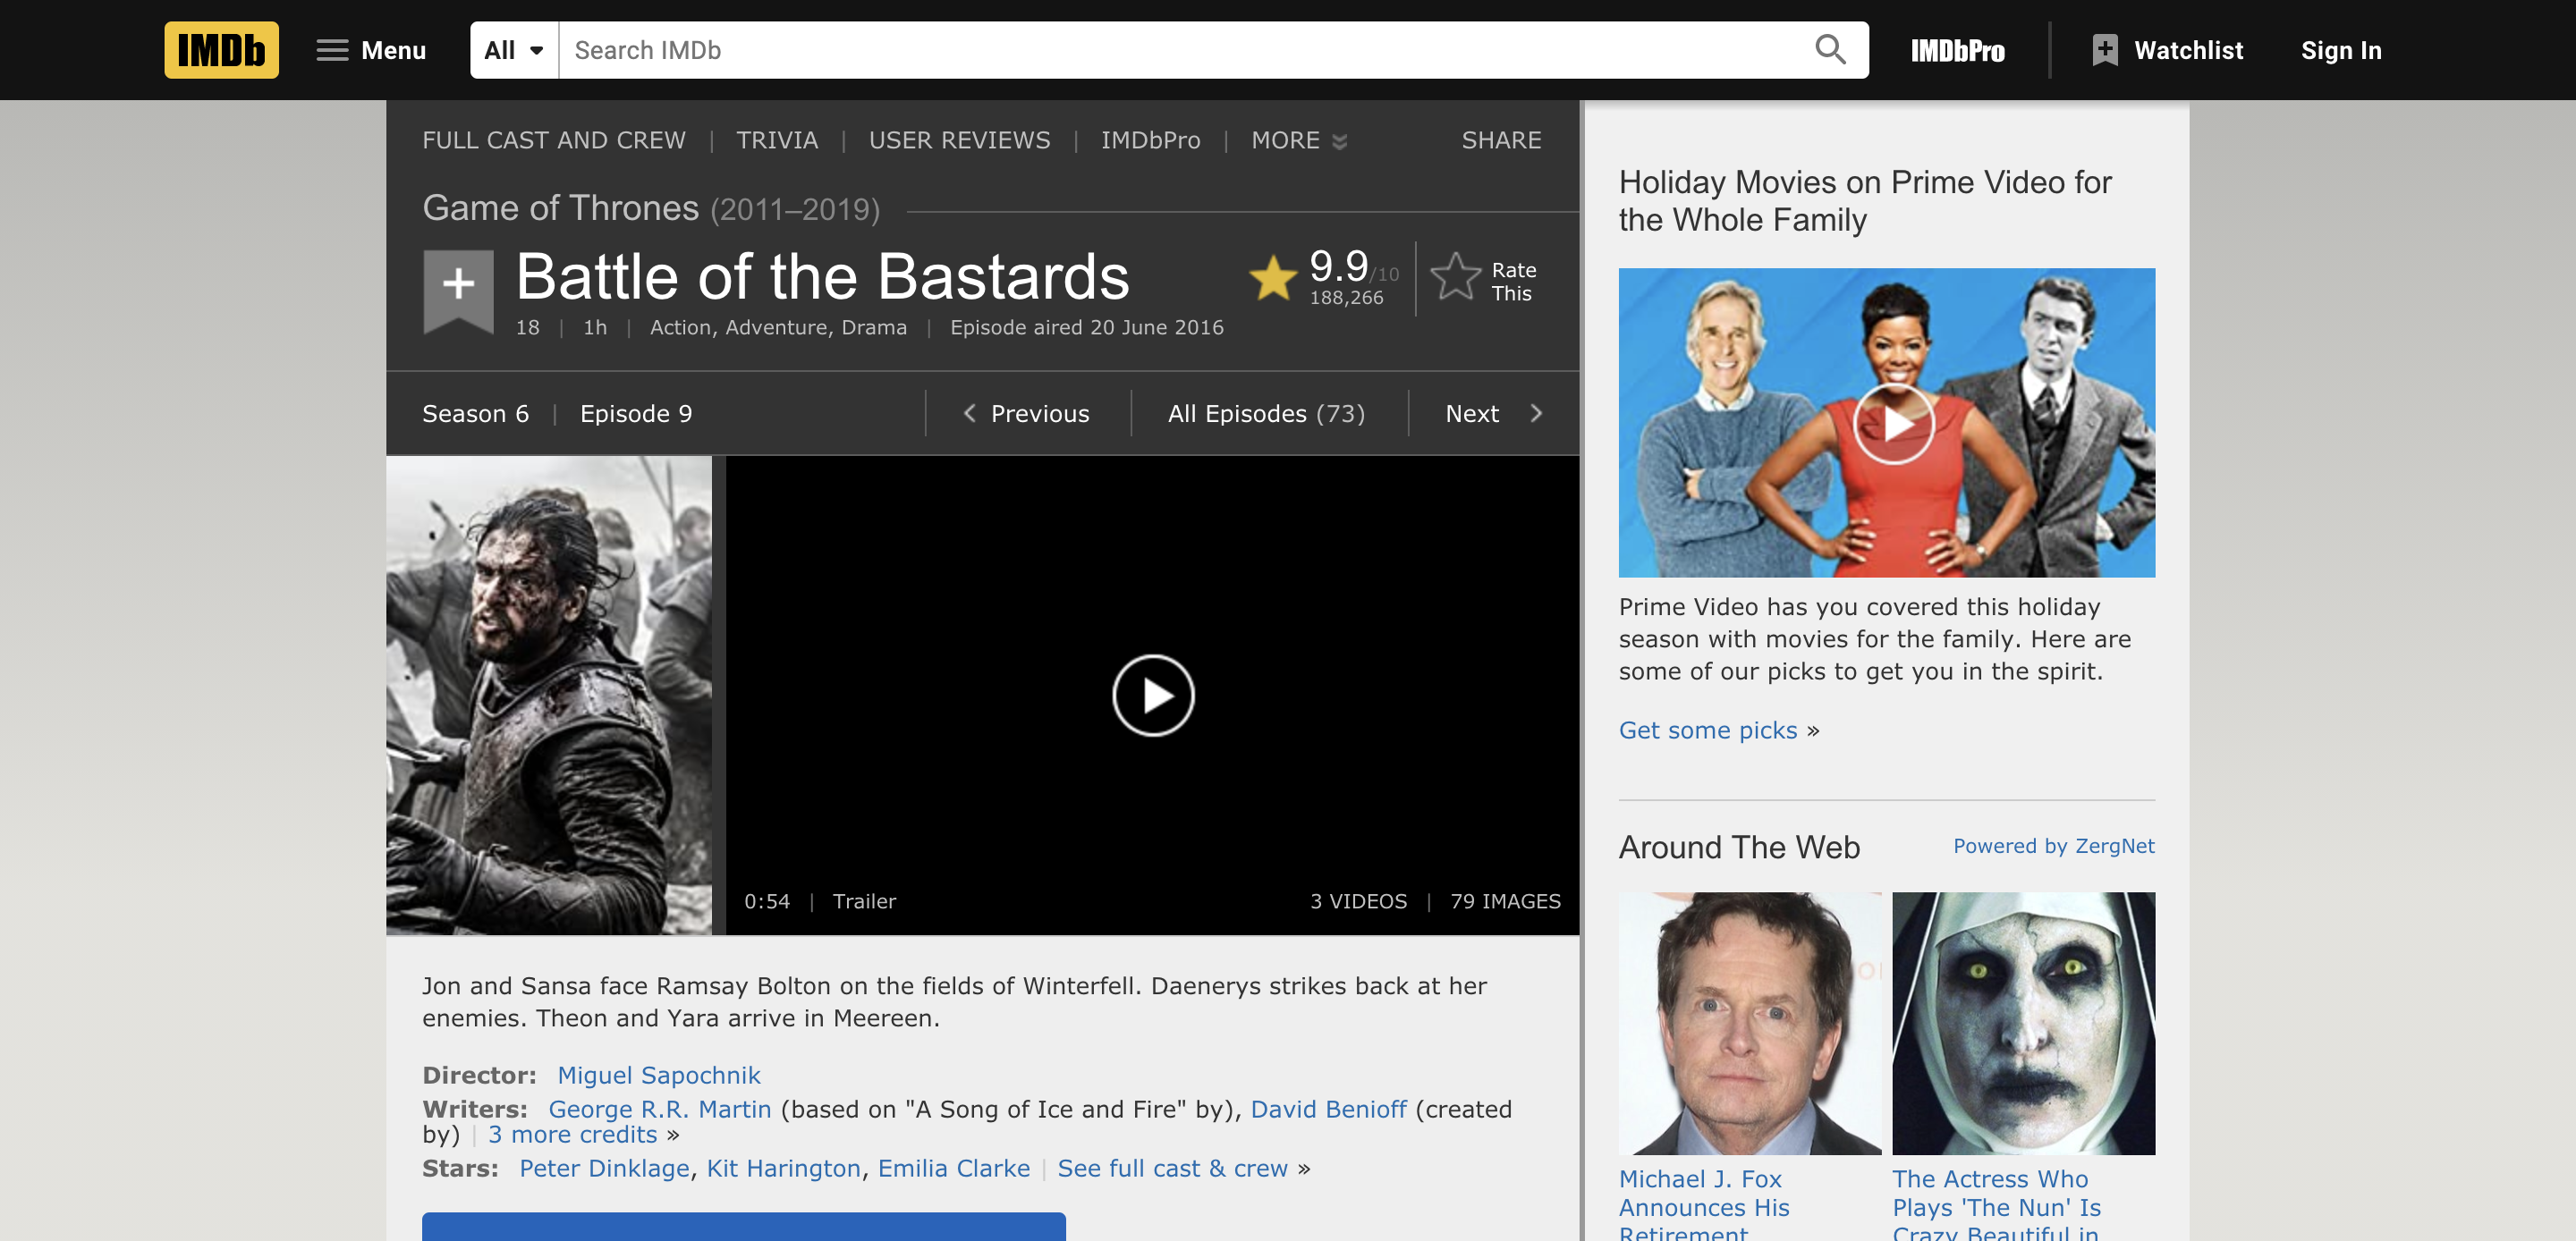 IMDb Menu All Search IMDb IMDbPro Watchlist Sign In
FULL CAST AND CREW | TRIVIA | USER REVIEWS | IMDbPro | MORE SHARE
Game of Thrones (2011–2019)
Battle of the Bastards
9.9/10
188,266
Rate
This
18 | 1h | Action, Adventure, Drama | Episode aired 20 June 2016
Season 6 | Episode 9 Previous All Episodes (73) Next
0:54 | Trailer 3 VIDEOS | 79 IMAGES
Jon and Sansa face Ramsay Bolton on the fields of Winterfell. Daenerys strikes back at her
enemies. Theon and Yara arrive in Meereen.
Director: Miguel Sapochnik
Writers: George R.R. Martin (based on "A Song of Ice and Fire" by), David Benioff (created
by) | 3 more credits »
Stars: Peter Dinklage, Kit Harington, Emilia Clarke | See full cast & crew »
Holiday Movies on Prime Video for
the Whole Family
Prime Video has you covered this holiday
season with movies for the family. Here are
some of our picks to get you in the spirit.
Get some picks »
Around The Web Powered by ZergNet
Michael J. Fox
Announces His
Retirement
The Actress Who
Plays 'The Nun' Is
Crazy Beautiful in